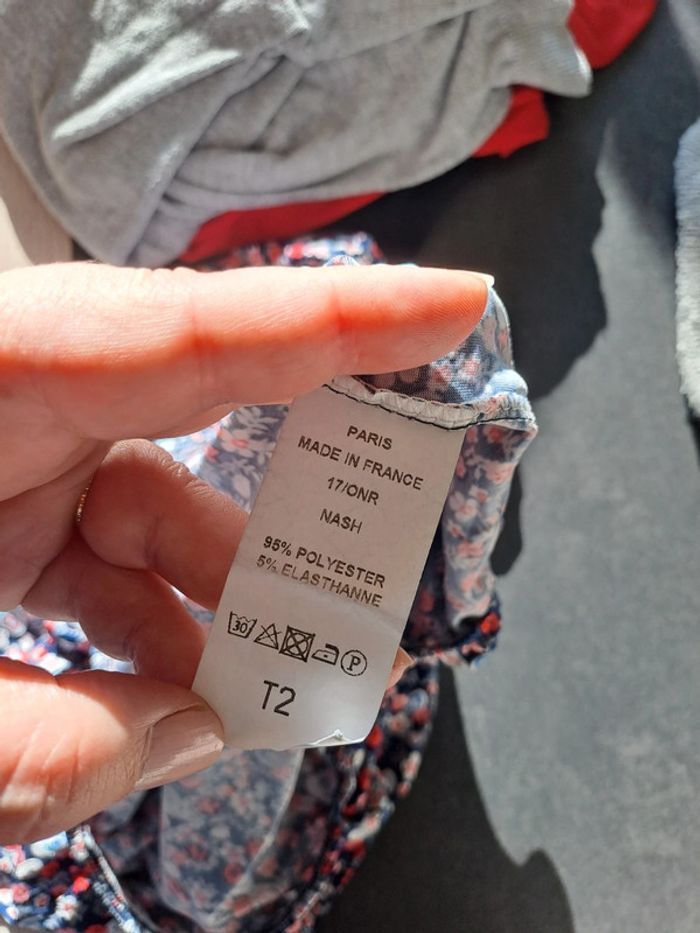 PARIS
MADE IN FRANCE
17/ONR
NASH
95% POLYESTER
5% ELASTHANNE
30 P
T2